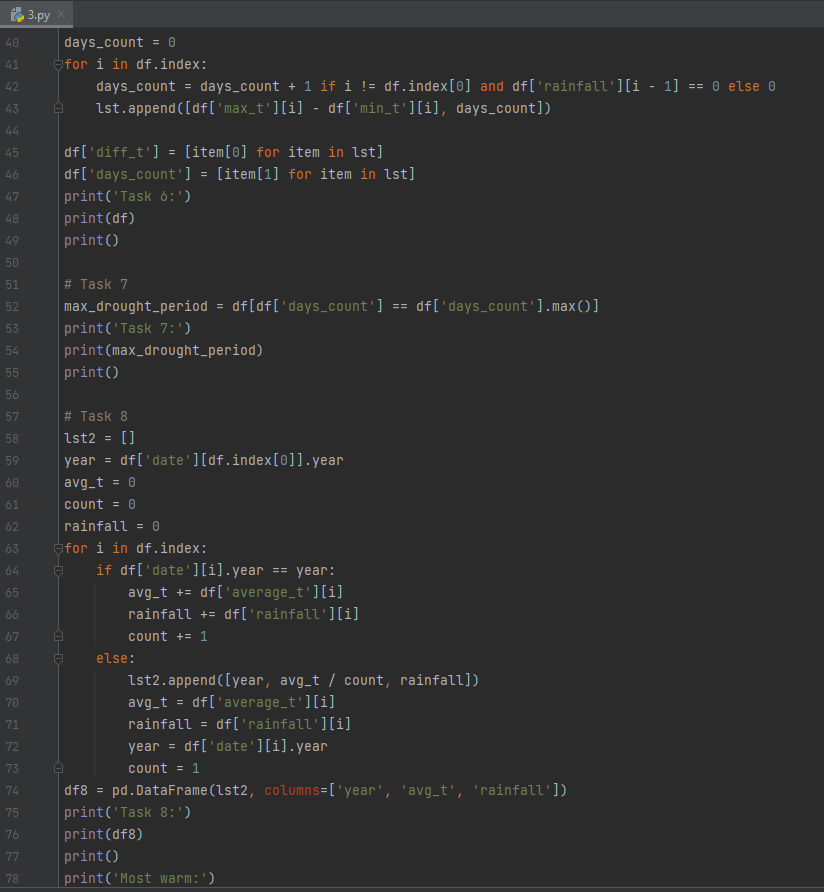 3.py
40 days_count = 0
41 for i in df.index:
42     days_count = days_count + 1 if i != df.index[0] and df['rainfall'][i - 1] == 0 else 0
43     lst.append([df['max_t'][i] - df['min_t'][i], days_count])
44
45 df['diff_t'] = [item[0] for item in lst]
46 df['days_count'] = [item[1] for item in lst]
47 print('Task 6:')
48 print(df)
49 print()
50
51 # Task 7
52 max_drought_period = df[df['days_count'] == df['days_count'].max()]
53 print('Task 7:')
54 print(max_drought_period)
55 print()
56
57 # Task 8
58 lst2 = []
59 year = df['date'][df.index[0]].year
60 avg_t = 0
61 count = 0
62 rainfall = 0
63 for i in df.index:
64     if df['date'][i].year == year:
65         avg_t += df['average_t'][i]
66         rainfall += df['rainfall'][i]
67         count += 1
68     else:
69         lst2.append([year, avg_t / count, rainfall])
70         avg_t = df['average_t'][i]
71         rainfall = df['rainfall'][i]
72         year = df['date'][i].year
73         count = 1
74 df8 = pd.DataFrame(lst2, columns=['year', 'avg_t', 'rainfall'])
75 print('Task 8:')
76 print(df8)
77 print()
78 print('Most warm:')